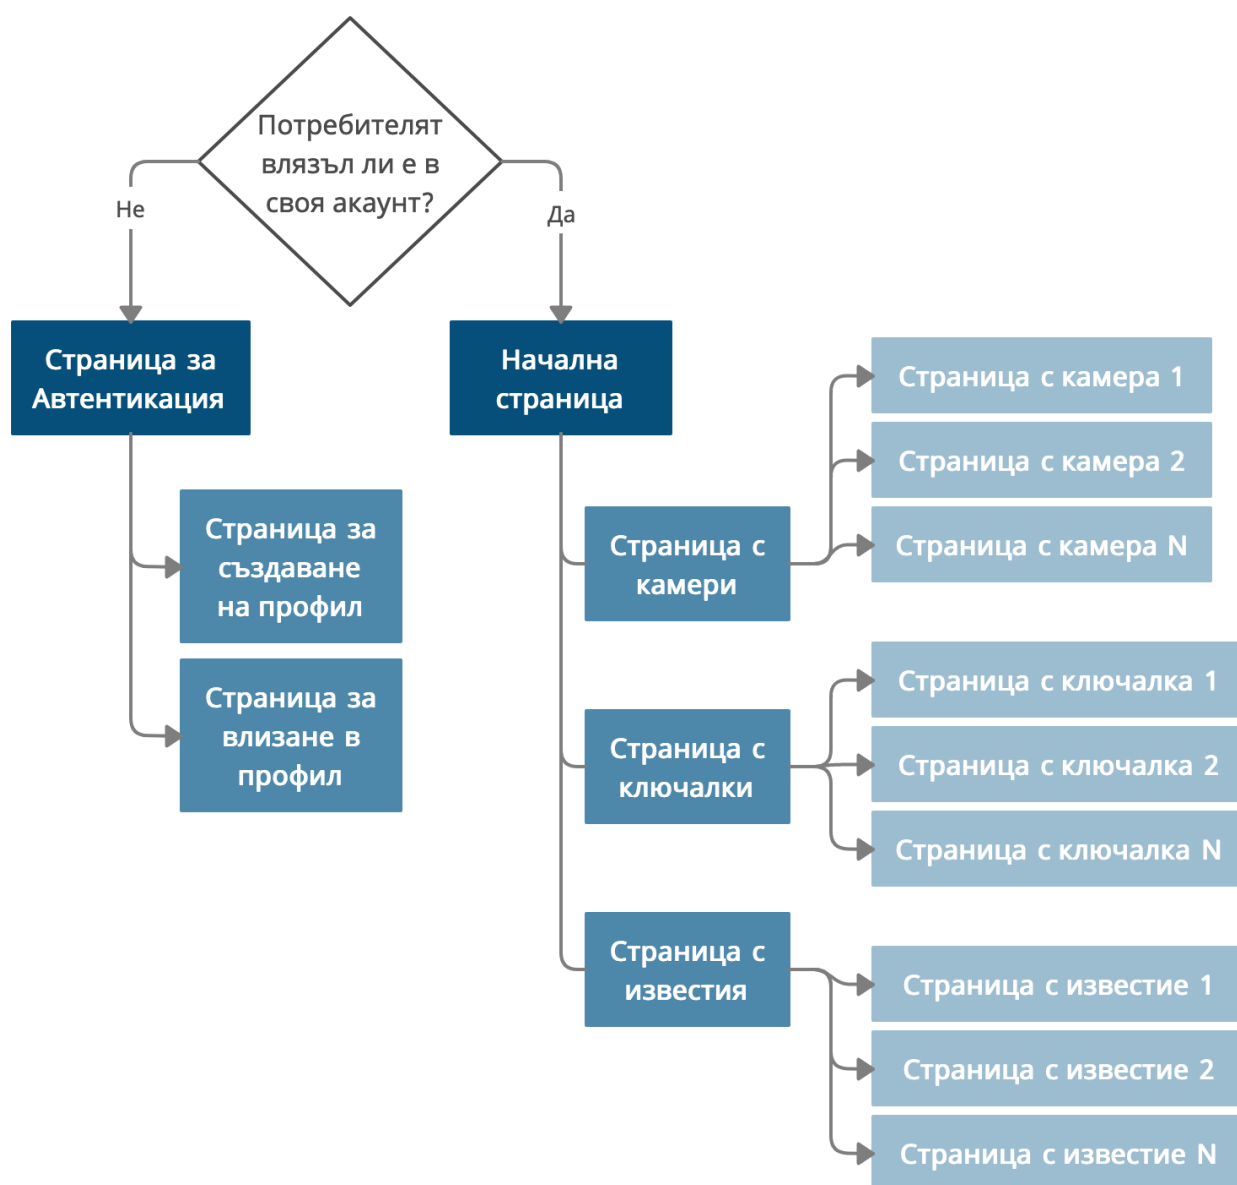 Потребителят
влязъл ли е в
своя акаунт?
Не
Да
Страница за
Автентикация
Начална
страница
Страница за
създаване
на профил
Страница за
влизане в
профил
Страница с
камери
Страница с камера 1
Страница с камера 2
Страница с камера N
Страница с
ключалки
Страница с ключалка 1
Страница с ключалка 2
Страница с ключалка N
Страница с
известия
Страница с известие 1
Страница с известие 2
Страница с известие N